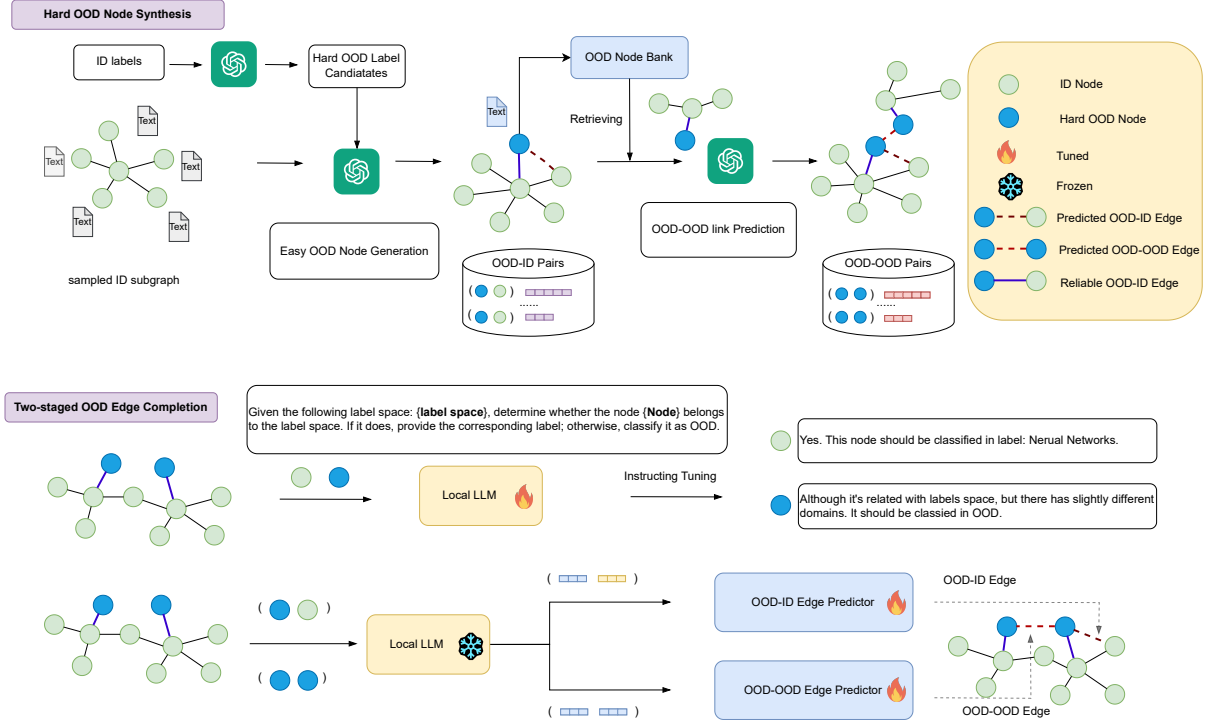 Hard OOD Node Synthesis
ID labels
Hard OOD Label
Candiatates
OOD Node Bank
Text
Text
Text
Text
Text
Text
Retrieving
sampled ID subgraph
Easy OOD Node Generation
OOD-OOD link Prediction
OOD-ID Pairs
( )
......
( )
OOD-OOD Pairs
( )
......
( )
ID Node
Hard OOD Node
Tuned
Frozen
Predicted OOD-ID Edge
Predicted OOD-OOD Edge
Reliable OOD-ID Edge
Two-staged OOD Edge Completion
Given the following label space: {label space}, determine whether the node {Node} belongs
to the label space. If it does, provide the corresponding label; otherwise, classify it as OOD.
Local LLM
Instructing Tuning
Yes. This node should be classified in label: Nerual Networks.
Although it's related with labels space, but there has slightly different
domains. It should be classied in OOD.
( )
( )
Local LLM
( )
( )
OOD-ID Edge Predictor
OOD-OOD Edge Predictor
OOD-ID Edge
OOD-OOD Edge